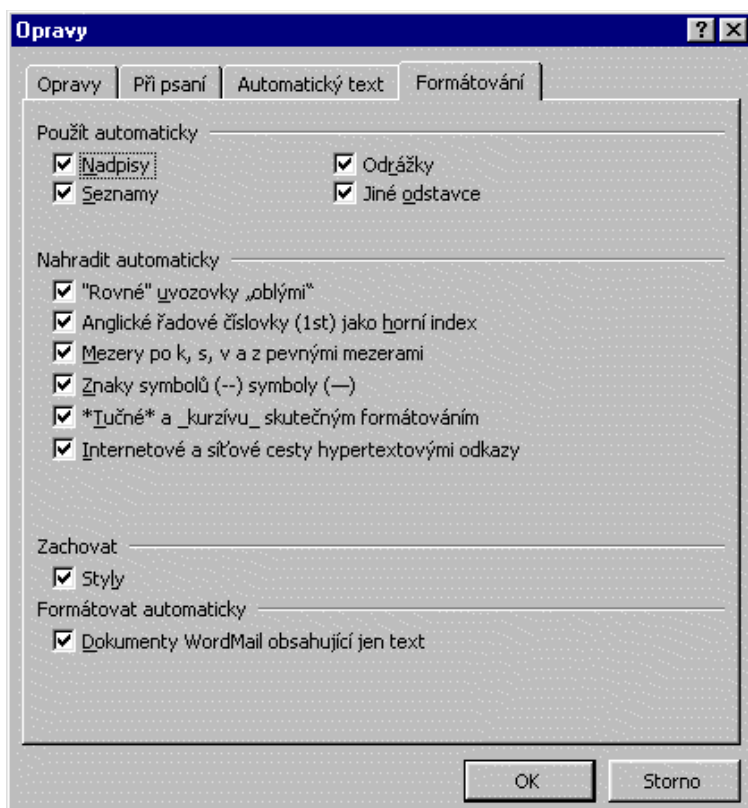 Opravy
Opravy Při psaní Automatický text Formátování
Použít automaticky
Nadpisy Odrážky
Seznamy Jiné odstavce
Nahradit automaticky
"Rovné" uvozovky „oblými“
Anglické řadové číslovky (1st) jako horní index
Mezery po k, s, v a z pevnými mezerami
Znaky symbolů (--) symboly (—)
*Tučné* a _kurzívu_ skutečným formátováním
Internetové a síťové cesty hypertextovými odkazy
Zachovat
Styly
Formátovat automaticky
Dokumenty WordMail obsahující jen text
OK Storno